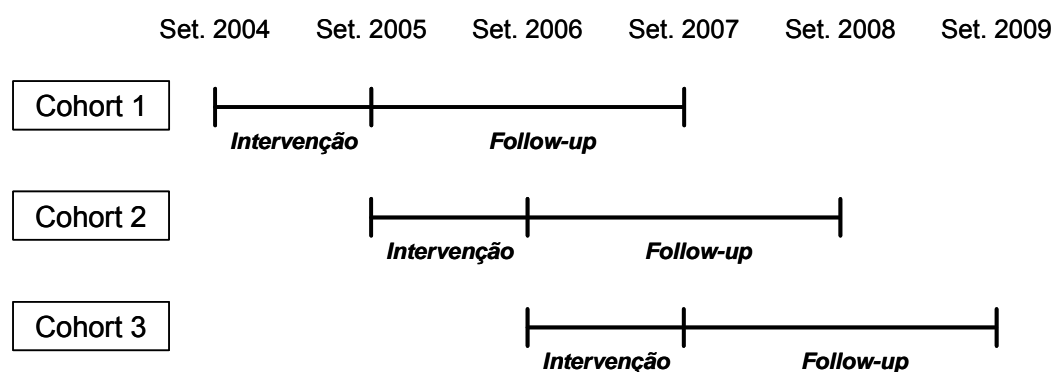 Set. 2004 Set. 2005 Set. 2006 Set. 2007 Set. 2008 Set. 2009
Cohort 1
Intervenção Follow-up
Cohort 2
Intervenção Follow-up
Cohort 3
Intervenção Follow-up